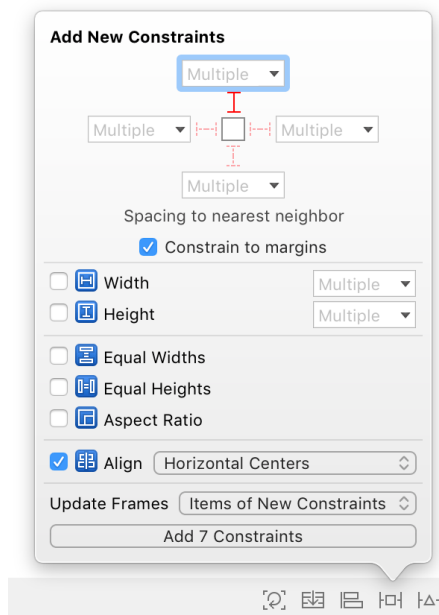 Add New Constraints
Multiple
Multiple Multiple
Multiple
Spacing to nearest neighbor
Constrain to margins
Width Multiple
Height Multiple
Equal Widths
Equal Heights
Aspect Ratio
Align Horizontal Centers
Update Frames Items of New Constraints
Add 7 Constraints